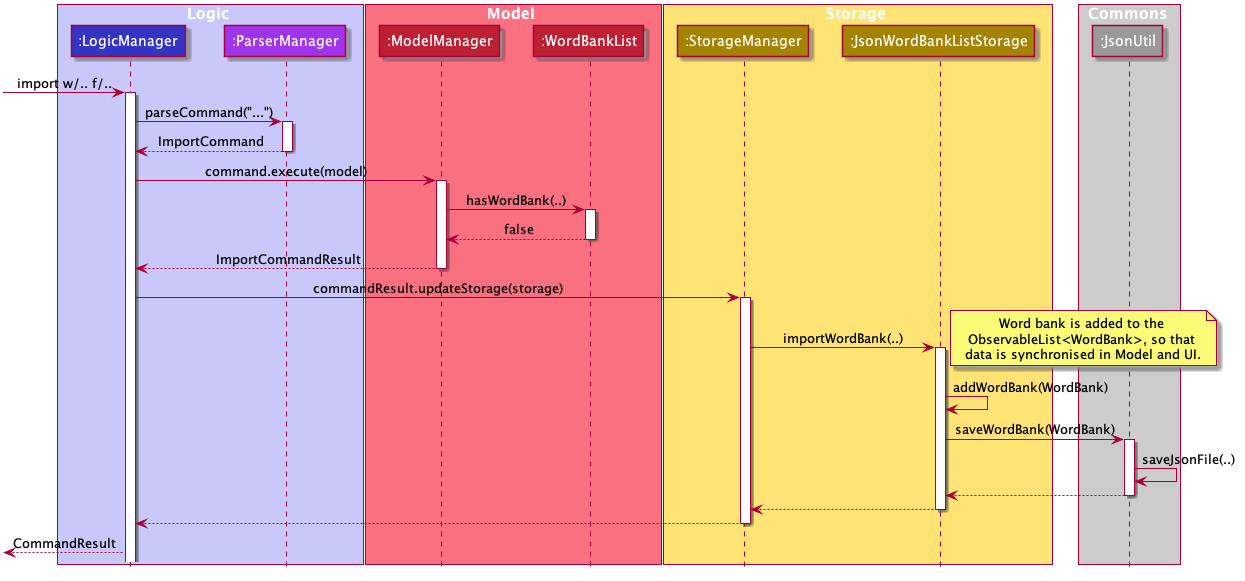 Logic
Model
Storage
Commons
:LogicManager
:ParserManager
:ModelManager
:WordBankList
:StorageManager
:JsonWordBankListStorage
:JsonUtil
import w/.. f/..
parseCommand("...")
ImportCommand
command.execute(model)
hasWordBank(..)
false
ImportCommandResult
commandResult.updateStorage(storage)
importWordBank(..)
Word bank is added to the
ObservableList<WordBank>, so that
data is synchronised in Model and UI.
addWordBank(WordBank)
saveWordBank(WordBank)
saveJsonFile(..)
CommandResult